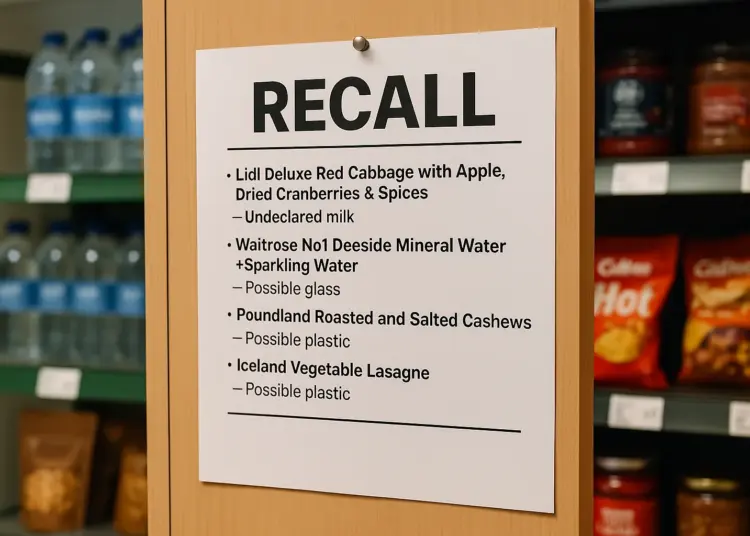 RECALL
• Lidl Deluxe Red Cabbage with Apple,
Dried Cranberries & Spices
– Undeclared milk
• Waitrose No1 Deeside Mineral Water
+Sparkling Water
– Possible glass
• Poundland Roasted and Salted Cashews
– Possible plastic
• Iceland Vegetable Lasagne
– Possible plastic
Hot